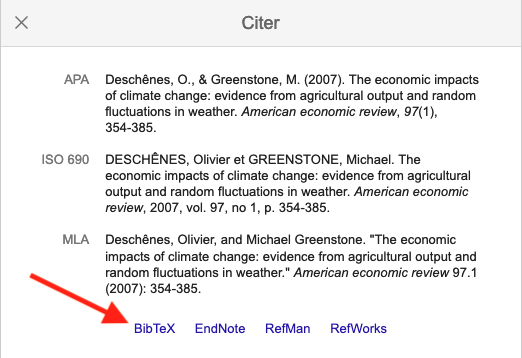 Citer
APA
Deschênes, O., & Greenstone, M. (2007). The economic impacts
of climate change: evidence from agricultural output and random
fluctuations in weather. American economic review, 97(1),
354-385.
ISO 690
DESCHÊNES, Olivier et GREENSTONE, Michael. The
economic impacts of climate change: evidence from agricultural
output and random fluctuations in weather. American economic
review, 2007, vol. 97, no 1, p. 354-385.
MLA
Deschênes, Olivier, and Michael Greenstone. "The economic
impacts of climate change: evidence from agricultural output and
random fluctuations in weather." American economic review 97.1
(2007): 354-385.
BibTeX EndNote RefMan RefWorks